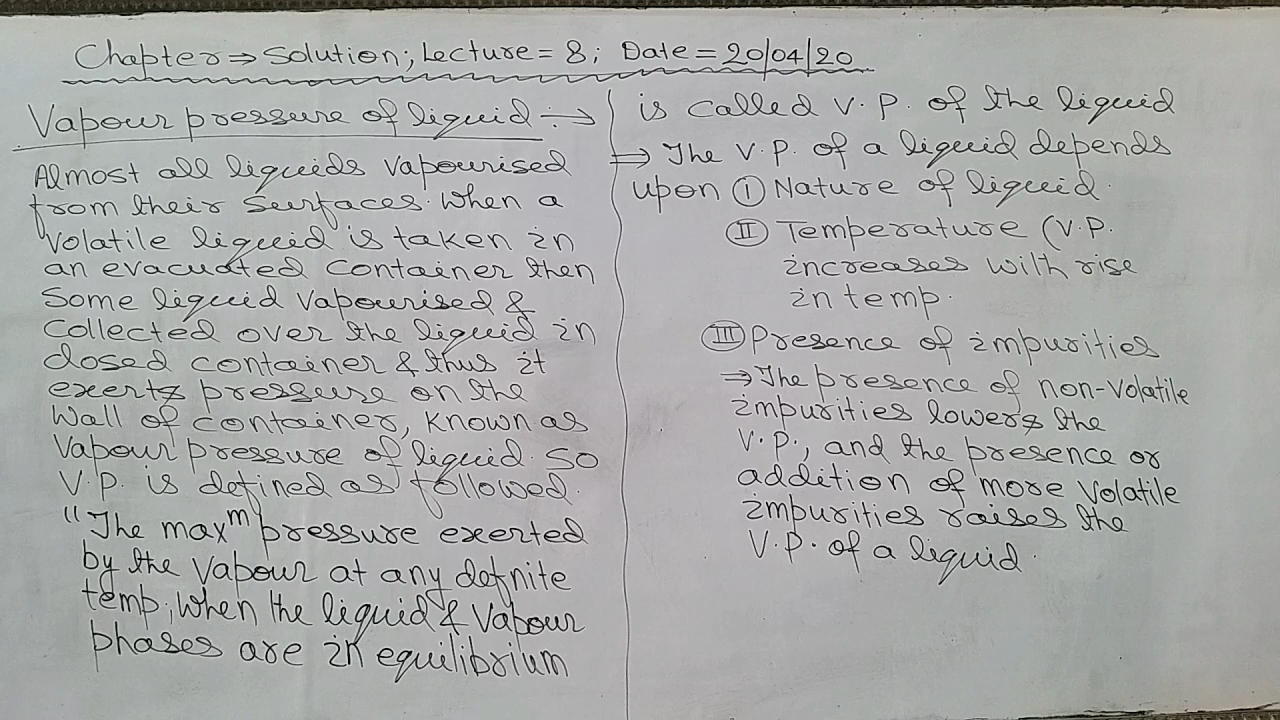 Chapter ⇒ Solution; Lecture = 8; Date = 20/04/20
Vapour pressure of liquid :→
Almost all liquids vapourised
from their surfaces. When a
volatile liquid is taken in
an evacuated container then
some liquid vapourised &
collected over the liquid in
closed container & thus it
exerts pressure on the
wall of container, known as
vapour pressure of liquid. So
V.P. is defined as followed.
"The maxᵐ pressure exerted
by the vapour at any defnite
temp., when the liquid & vapour
phases are in equilibrium
is called V.P. of the liquid
⇒ The V.P. of a liquid depends
upon Ⓘ Nature of liquid.
(II) Temperature (V.P.
increases with rise
in temp.
(III) Presence of impurities
⇒ The presence of non-volatile
impurities lowers the
V.P., and the presence or
addition of more volatile
impurities raises the
V.P. of a liquid.